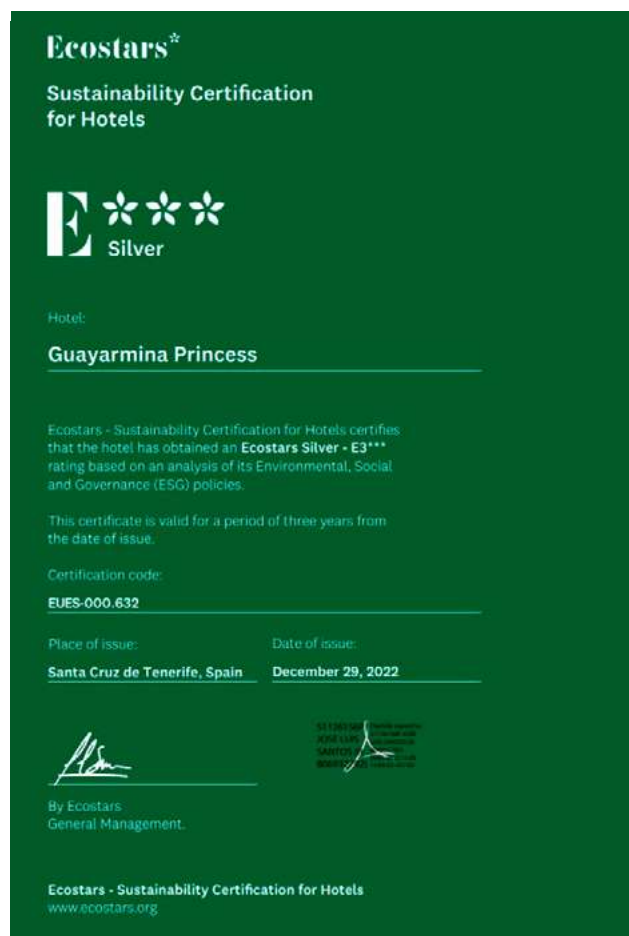 Ecostars*
Sustainability Certification
for Hotels
E***
Silver
Hotel:
Guayarmina Princess
Ecostars - Sustainability Certification for Hotels certifies
that the hotel has obtained an Ecostars Silver - E3***
rating based on an analysis of its Environmental, Social
and Governance (ESG) policies.
This certificate is valid for a period of three years from
the date of issue.
Certification code:
EUES-000.632
Place of issue:
Date of issue:
Santa Cruz de Tenerife, Spain
December 29, 2022
JOSE LUIS
SANTOS
By Ecostars
General Management.
Ecostars - Sustainability Certification for Hotels
www.ecostars.org